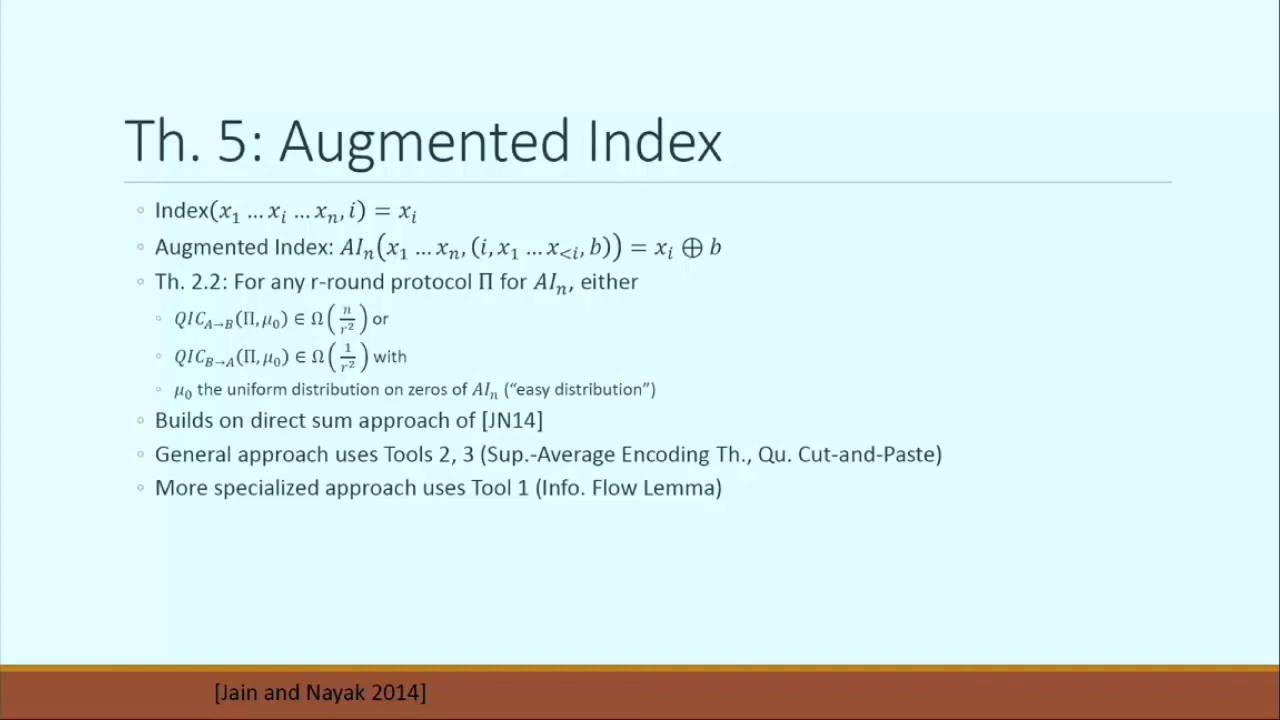 Th. 5: Augmented Index
◦ Index(𝑥₁ … 𝑥ᵢ … 𝑥ₙ, 𝑖) = 𝑥ᵢ
◦ Augmented Index: 𝐴𝐼ₙ(𝑥₁ … 𝑥ₙ, (𝑖, 𝑥₁ … 𝑥_{<𝑖}, 𝑏)) = 𝑥ᵢ ⊕ 𝑏
◦ Th. 2.2: For any r-round protocol Π for 𝐴𝐼ₙ, either
◦ 𝑄𝐼𝐶_{𝐴→𝐵}(Π, 𝜇₀) ∈ Ω(𝑛/𝑟²) or
◦ 𝑄𝐼𝐶_{𝐵→𝐴}(Π, 𝜇₀) ∈ Ω(1/𝑟²) with
◦ 𝜇₀ the uniform distribution on zeros of 𝐴𝐼ₙ (“easy distribution”)
◦ Builds on direct sum approach of [JN14]
◦ General approach uses Tools 2, 3 (Sup.-Average Encoding Th., Qu. Cut-and-Paste)
◦ More specialized approach uses Tool 1 (Info. Flow Lemma)
[Jain and Nayak 2014]